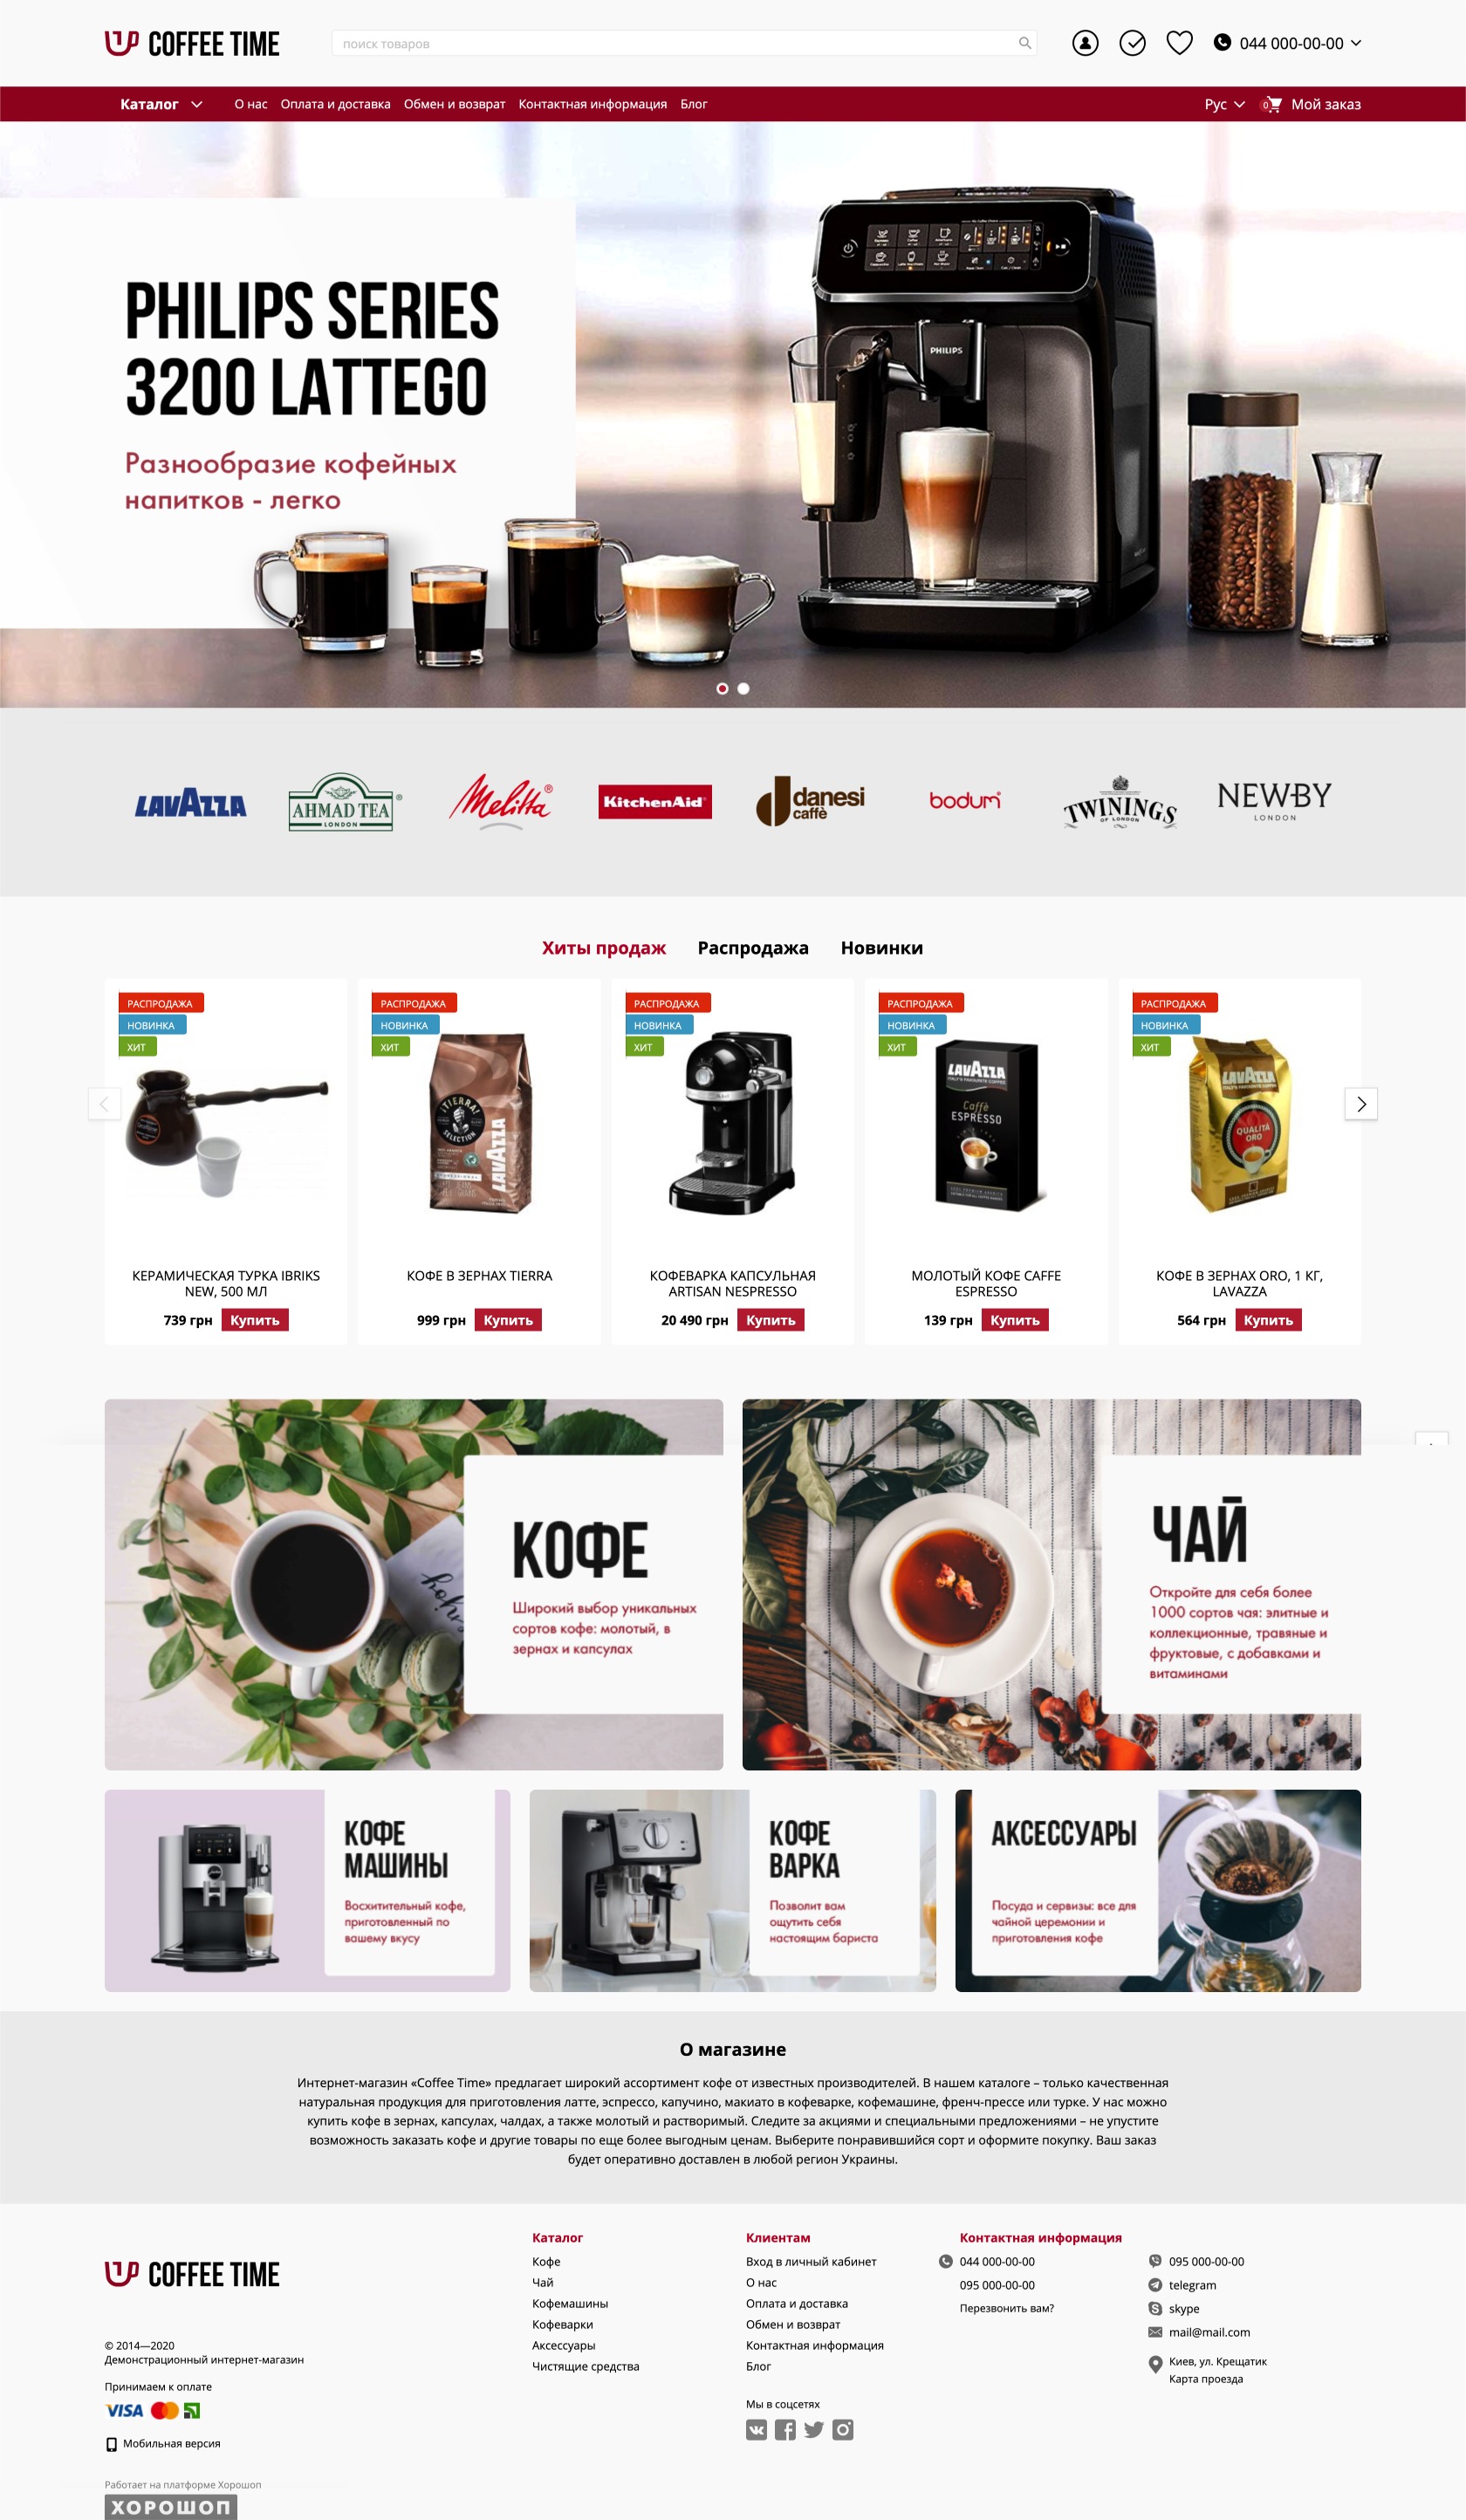 COFFEE TIME
поиск товаров
044 000-00-00
Каталог
О нас Оплата и доставка Обмен и возврат Контактная информация Блог
Рус
0
Мой заказ
PHILIPS SERIES
3200 LATTEGO
Разнообразие кофейных
напитков - легко
PHILIPS
LAVAZZA
AHMAD TEA
LONDON
Melitta
KitchenAid
danesi
caffè
bodum
TWININGS
OF LONDON
NEWBY
LONDON
Хиты продаж Распродажа Новинки
РАСПРОДАЖА
НОВИНКА
ХИТ
КЕРАМИЧЕСКАЯ ТУРКА IBRIKS
NEW, 500 МЛ
739 грн Купить
РАСПРОДАЖА
НОВИНКА
ХИТ
¡TIERRA!
SELECTION
LAVAZZA
КОФЕ В ЗЕРНАХ TIERRA
999 грн Купить
РАСПРОДАЖА
НОВИНКА
ХИТ
КОФЕВАРКА КАПСУЛЬНАЯ
ARTISAN NESPRESSO
20 490 грн Купить
РАСПРОДАЖА
НОВИНКА
ХИТ
LAVAZZA
ITALY'S FAVOURITE COFFEE
Caffè
ESPRESSO
МОЛОТЫЙ КОФЕ CAFFE
ESPRESSO
139 грн Купить
РАСПРОДАЖА
НОВИНКА
ХИТ
LAVAZZA
QUALITÀ
ORO
КОФЕ В ЗЕРНАХ ORO, 1 КГ,
LAVAZZA
564 грн Купить
КОФЕ
Широкий выбор уникальных
сортов кофе: молотый, в
зернах и капсулах
ЧАЙ
Откройте для себя более
1000 сортов чая: элитные и
коллекционные, травяные и
фруктовые, с добавками и
витаминами
КОФЕ
МАШИНЫ
Восхитительный кофе,
приготовленный по
вашему вкусу
КОФЕ
ВАРКА
Позволит вам
ощутить себя
настоящим бариста
АКСЕССУАРЫ
Посуда и сервизы: все для
чайной церемонии и
приготовления кофе
О магазине
Интернет-магазин «Coffee Time» предлагает широкий ассортимент кофе от известных производителей. В нашем каталоге – только качественная
натуральная продукция для приготовления латте, эспрессо, капучино, макиато в кофеварке, кофемашине, френч-прессе или турке. У нас можно
купить кофе в зернах, капсулах, чалдах, а также молотый и растворимый. Следите за акциями и специальными предложениями – не упустите
возможность заказать кофе и другие товары по еще более выгодным ценам. Выберите понравившийся сорт и оформите покупку. Ваш заказ
будет оперативно доставлен в любой регион Украины.
COFFEE TIME
© 2014—2020
Демонстрационный интернет-магазин
Принимаем к оплате
VISA
Мобильная версия
Работает на платформе Хорошоп
ХОРОШОП
Каталог
Кофе
Чай
Кофемашины
Кофеварки
Аксессуары
Чистящие средства
Клиентам
Вход в личный кабинет
О нас
Оплата и доставка
Обмен и возврат
Контактная информация
Блог
Мы в соцсетях
Контактная информация
044 000-00-00
095 000-00-00
Перезвонить вам?
095 000-00-00
telegram
skype
mail@mail.com
Киев, ул. Крещатик
Карта проезда